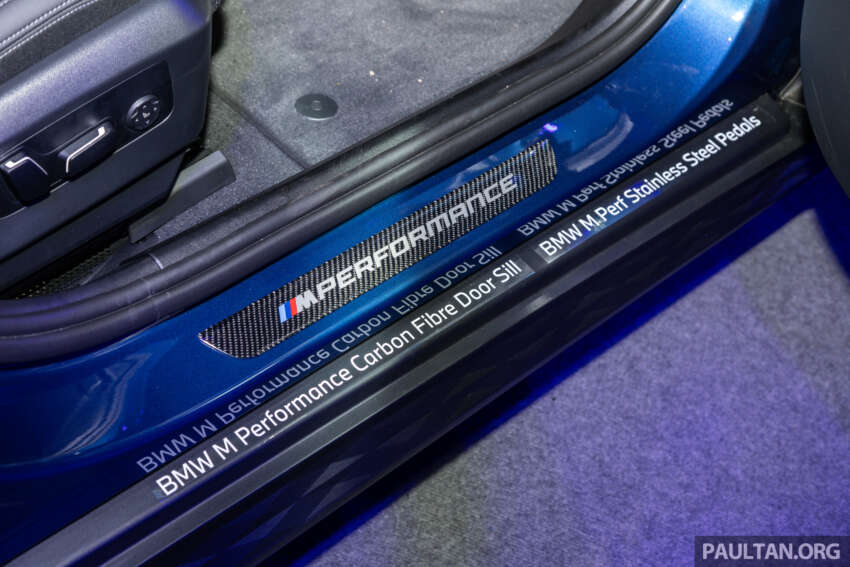 M PERFORMANCE
BMW M Performance Carbon Fibre Door Sill
BMW M Perf Stainless Steel Pedals
PAULTAN.ORG